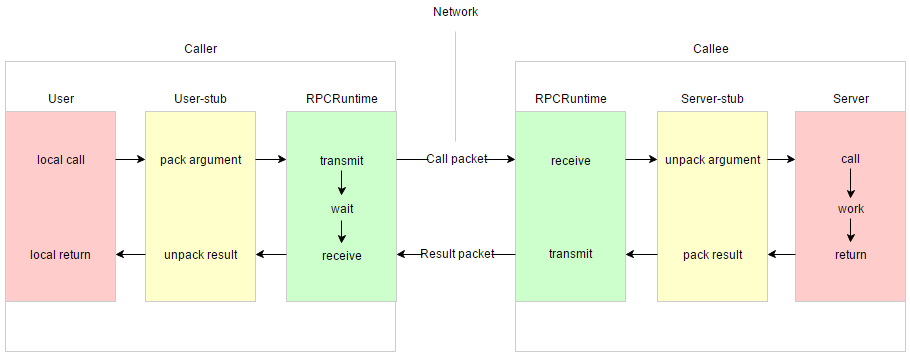 Network
Caller
Callee
User
User-stub
RPCRuntime
RPCRuntime
Server-stub
Server
local call
pack argument
transmit
Call packet
receive
unpack argument
call
wait
work
local return
unpack result
receive
Result packet
transmit
pack result
return